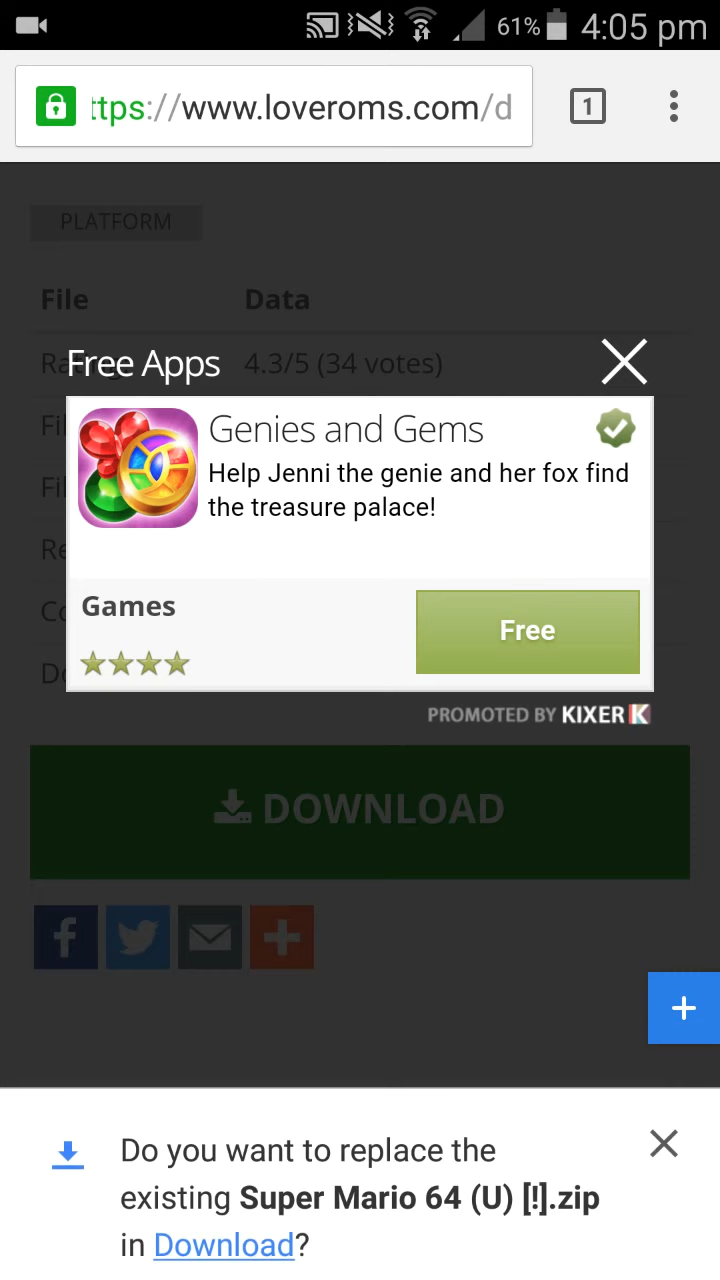 61% 4:05 pm
ttps://www.loveroms.com/d
1
PLATFORM
File Data
Free Apps
4.3/5 (34 votes)
Genies and Gems
Help Jenni the genie and her fox find
the treasure palace!
Games
Free
PROMOTED BY KIXER
DOWNLOAD
Do you want to replace the
existing Super Mario 64 (U) [!].zip
in Download?